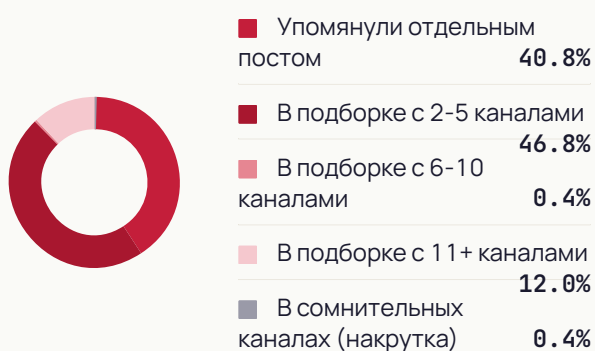 Упомянули отдельным
постом 40.8%
В подборке с 2-5 каналами
46.8%
В подборке с 6-10
каналами 0.4%
В подборке с 11+ каналами
12.0%
В сомнительных
каналах (накрутка) 0.4%